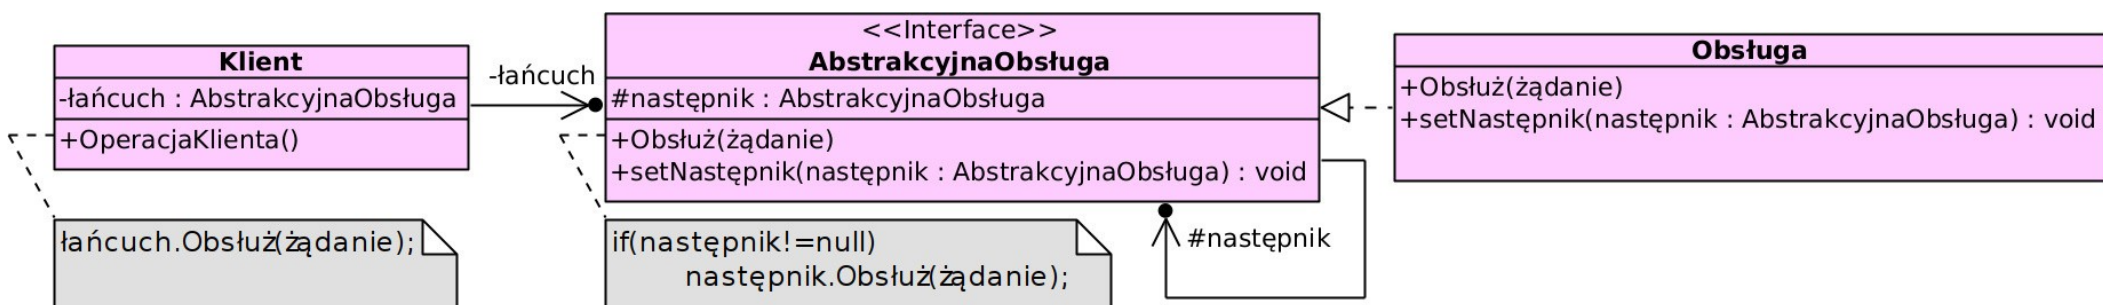 Klient
-łańcuch : AbstrakcyjnaObsługa
+OperacjaKlienta()
łańcuch.Obsłuż(żądanie);
-łańcuch
<<Interface>>
AbstrakcyjnaObsługa
#następnik : AbstrakcyjnaObsługa
+Obsłuż(żądanie)
+setNastępnik(następnik : AbstrakcyjnaObsługa) : void
if(następnik!=null)
następnik.Obsłuż(żądanie);
#następnik
Obsługa
+Obsłuż(żądanie)
+setNastępnik(następnik : AbstrakcyjnaObsługa) : void